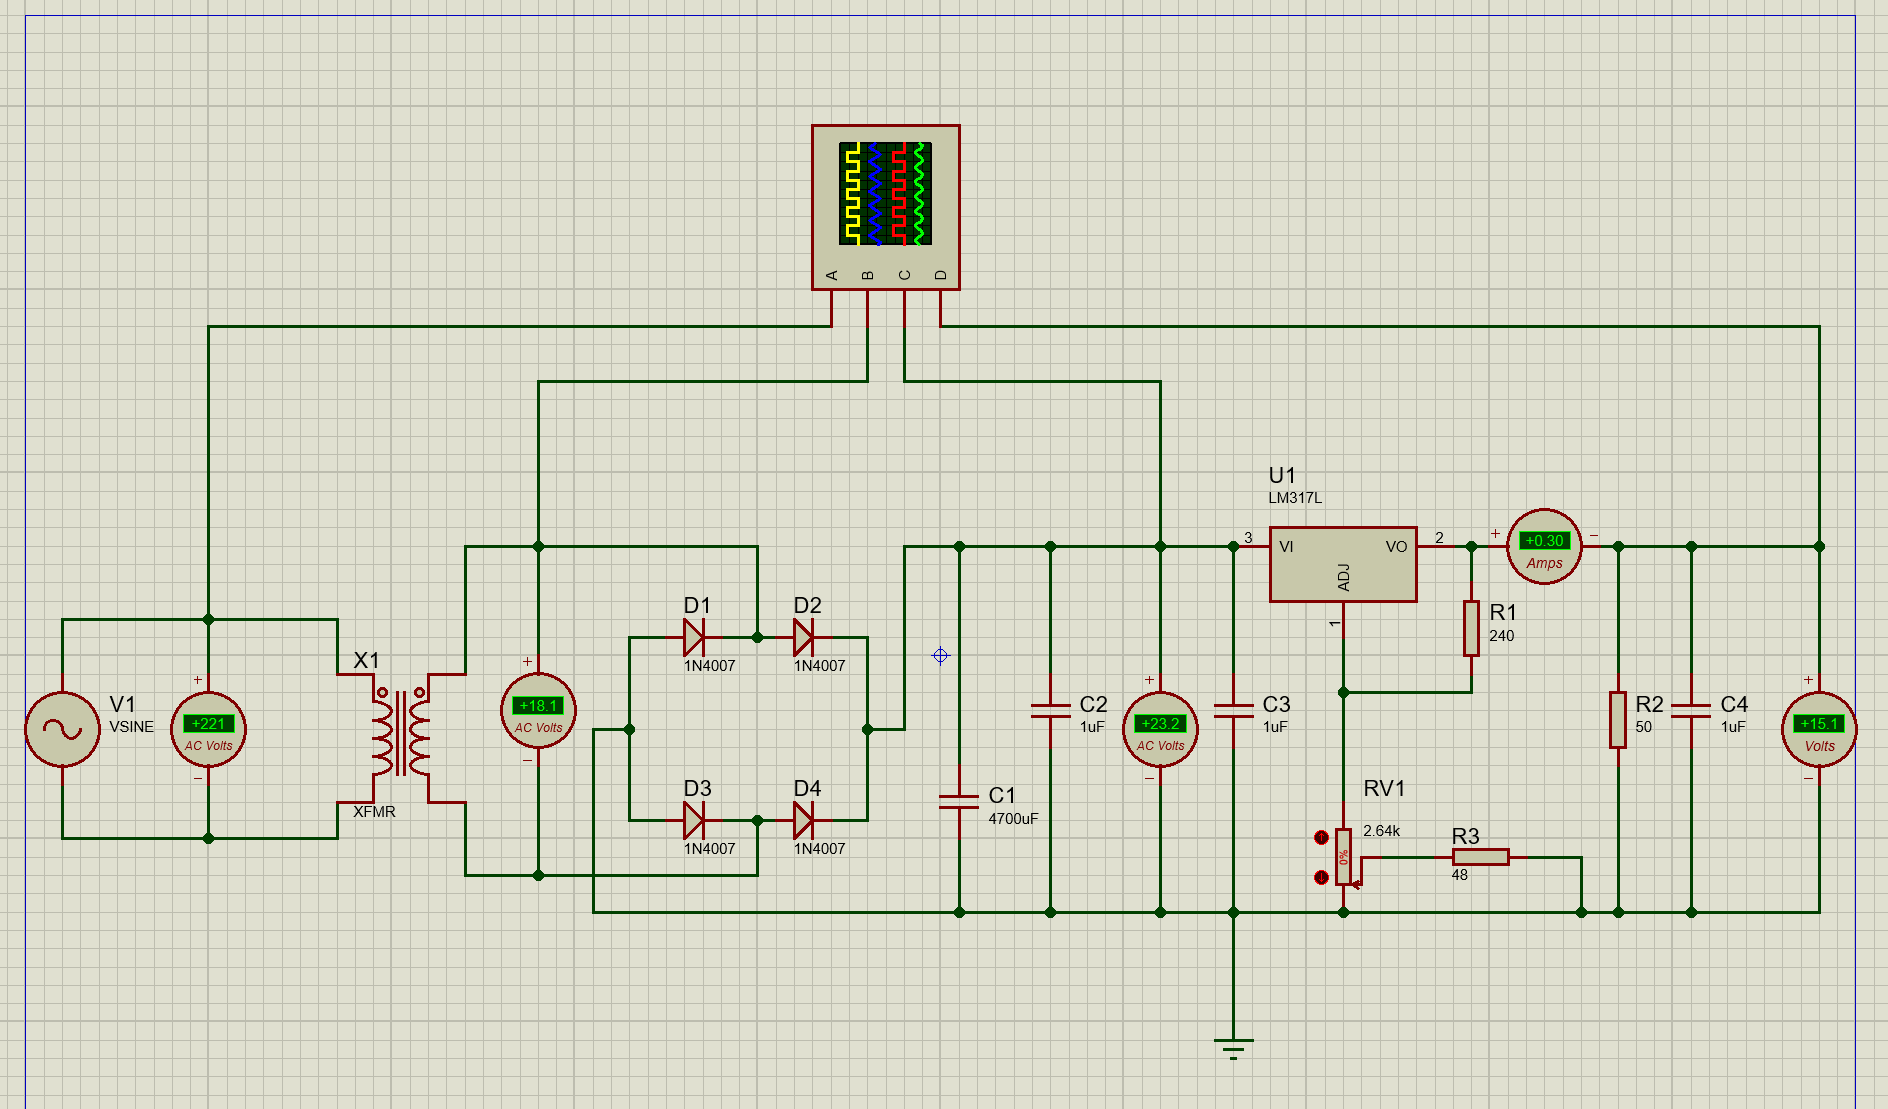 A B C D
U1
LM317L
3 VI VO 2
ADJ
1
+ +0.30 −
Amps
D1 D2
1N4007 1N4007
R1
240
X1
XFMR
V1
VSINE
+
+221
AC Volts
−
+
+18.1
AC Volts
−
D3 D4
1N4007 1N4007
C1
4700uF
C2
1uF
+
+23.2
AC Volts
−
C3
1uF
RV1
2.64k
0%
R3
48
R2
50
C4
1uF
+
+15.1
Volts
−